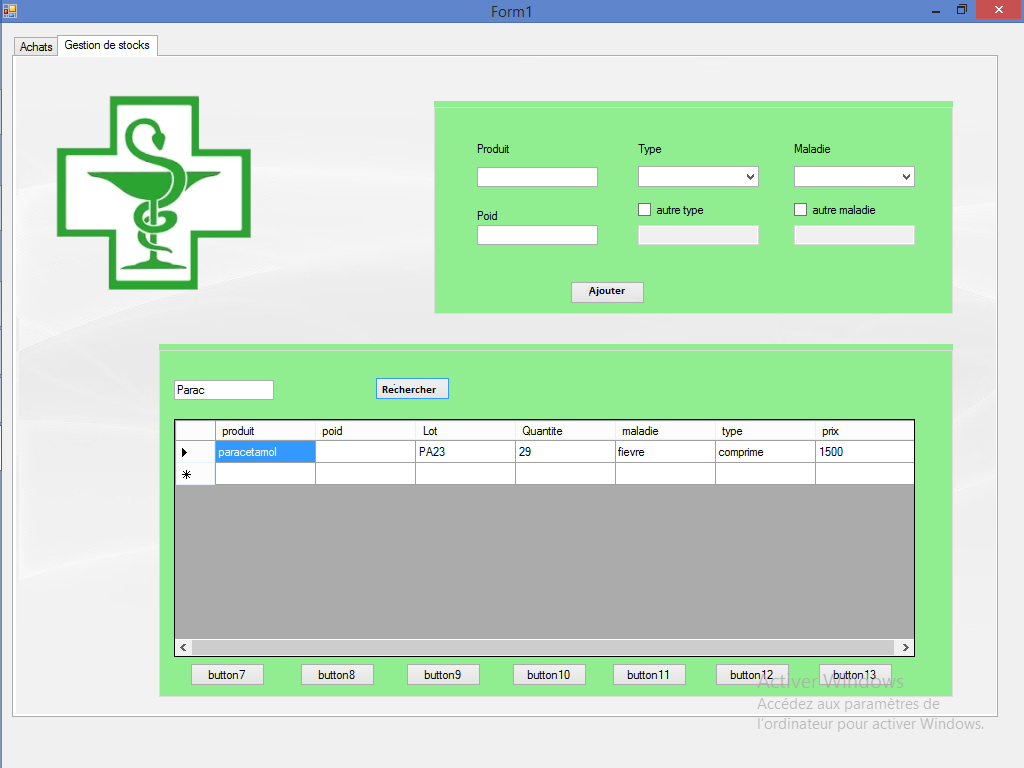 Form1
Achats Gestion de stocks
Produit Type Maladie
Poid autre type autre maladie
Ajouter
Parac Rechercher
produit poid Lot Quantite maladie type prix
paracetamol PA23 29 fievre comprime 1500
button7 button8 button9 button10 button11 button12 button13
Activer Windows
Accédez aux paramètres de
l'ordinateur pour activer Windows.